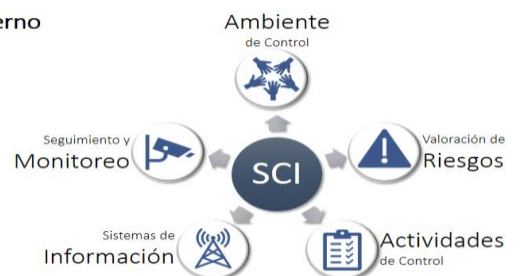 erno
Ambiente
de Control
Seguimiento y
Monitoreo
Valoración de
Riesgos
SCI
Sistemas de
Información
Actividades
de Control